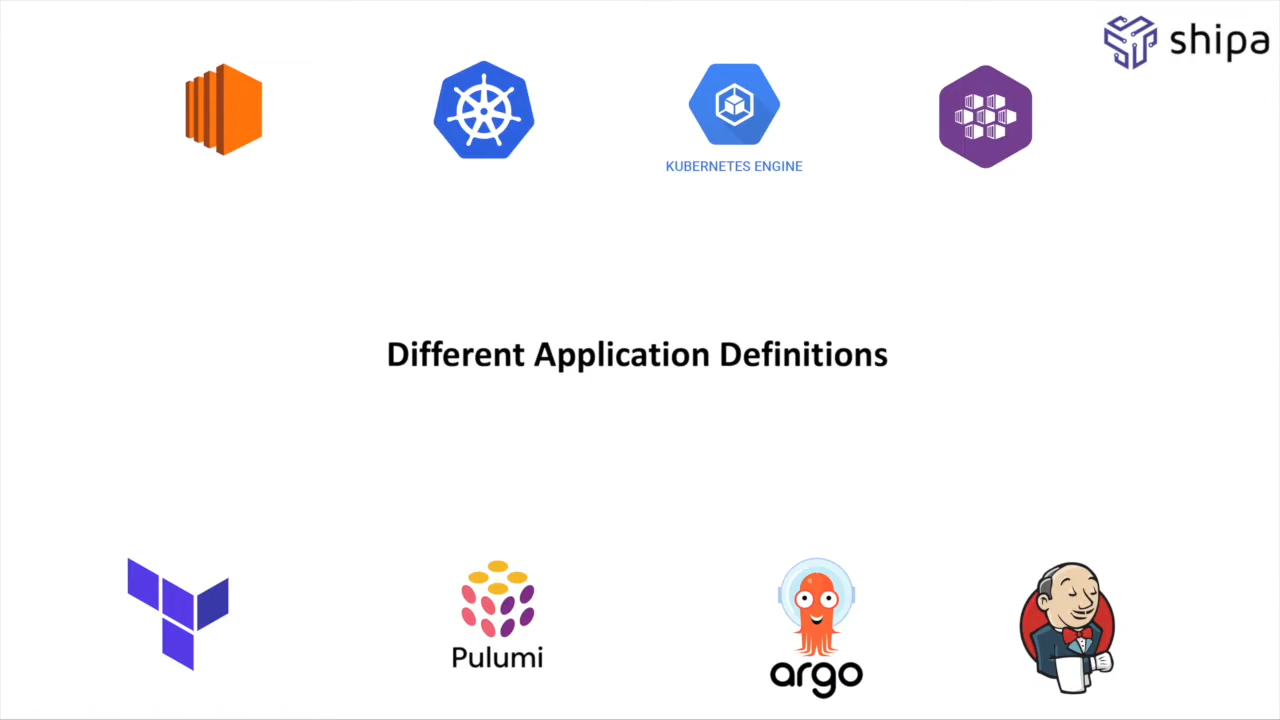 shipa
KUBERNETES ENGINE
Different Application Definitions
Pulumi
argo